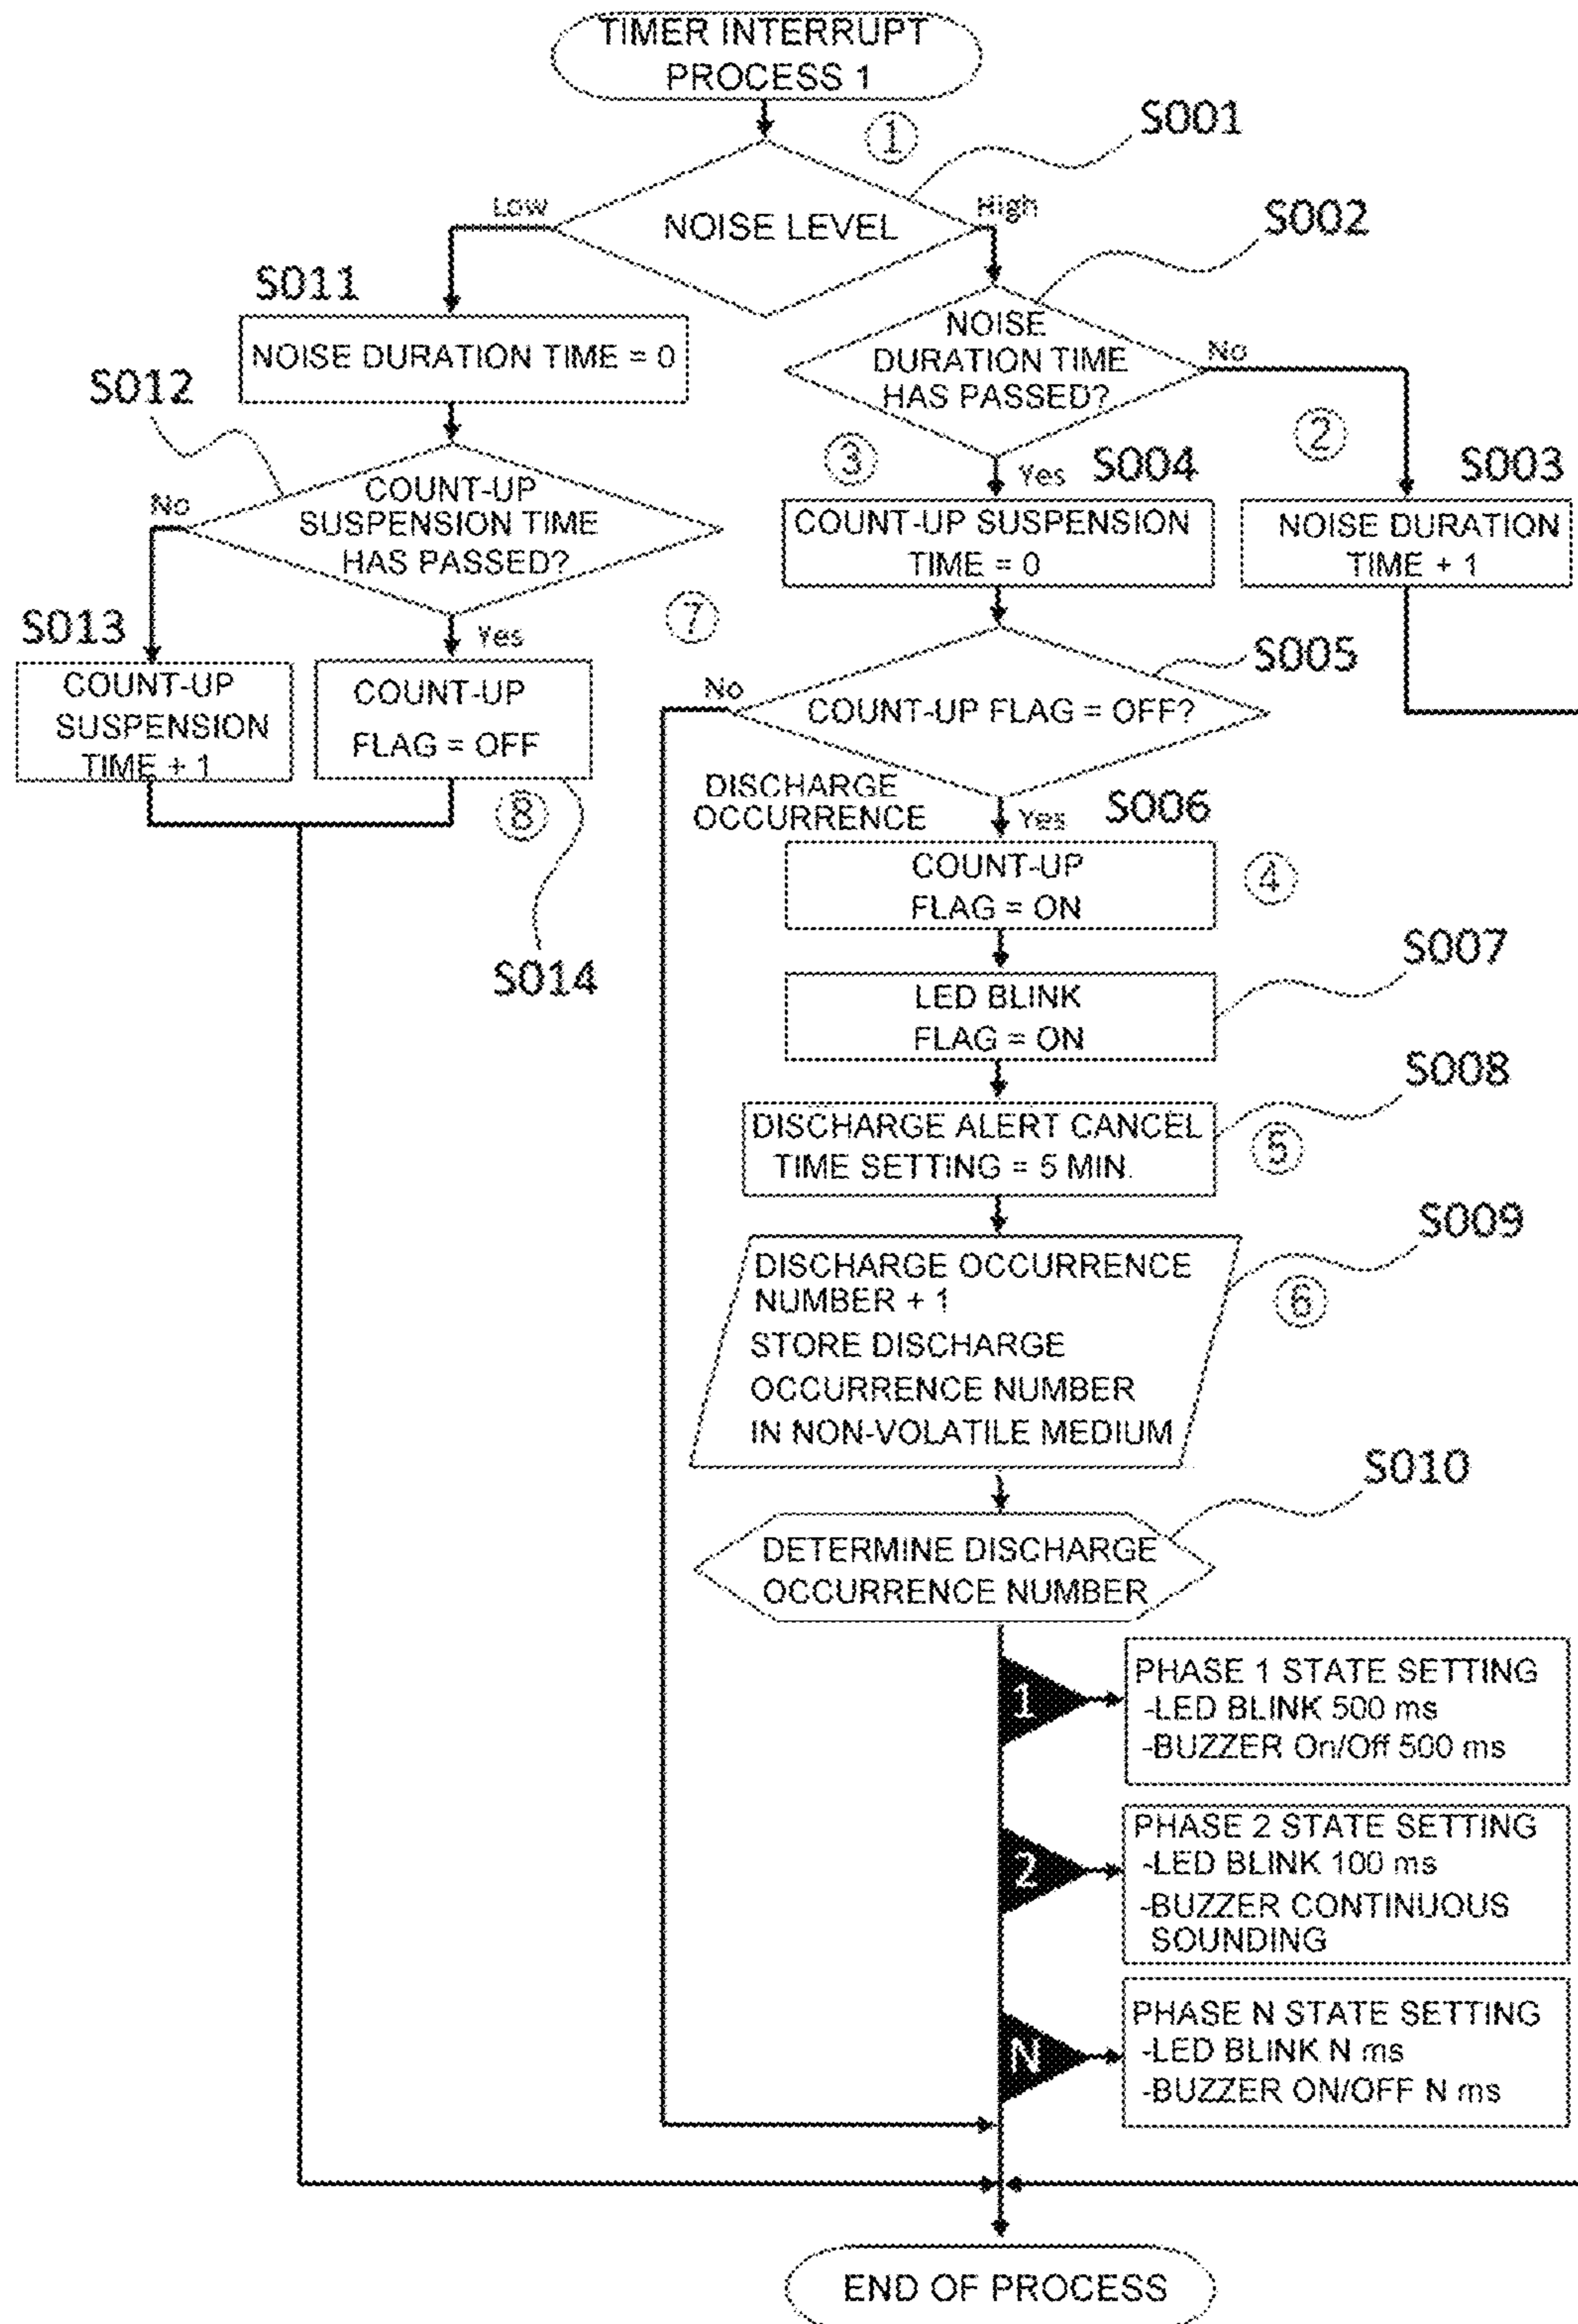 TIMER INTERRUPT
PROCESS 1
①
S001
Low
NOISE LEVEL
High
S002
S011
NOISE DURATION TIME = 0
NOISE
DURATION TIME
HAS PASSED?
No
S012
②
③
Yes
S004
S003
No
COUNT-UP
SUSPENSION TIME
HAS PASSED?
COUNT-UP SUSPENSION
TIME = 0
NOISE DURATION
TIME + 1
S013
Yes
⑦
S005
COUNT-UP
SUSPENSION
TIME + 1
COUNT-UP
FLAG = OFF
No
COUNT-UP FLAG = OFF?
⑧
DISCHARGE
OCCURRENCE
Yes
S006
COUNT-UP
FLAG = ON
④
S014
S007
LED BLINK
FLAG = ON
S008
DISCHARGE ALERT CANCEL
TIME SETTING = 5 MIN.
⑤
S009
DISCHARGE OCCURRENCE
NUMBER + 1
STORE DISCHARGE
OCCURRENCE NUMBER
IN NON-VOLATILE MEDIUM
⑥
S010
DETERMINE DISCHARGE
OCCURRENCE NUMBER
1
PHASE 1 STATE SETTING
-LED BLINK 500 ms
-BUZZER On/Off 500 ms
2
PHASE 2 STATE SETTING
-LED BLINK 100 ms
-BUZZER CONTINUOUS
SOUNDING
N
PHASE N STATE SETTING
-LED BLINK N ms
-BUZZER ON/OFF N ms
END OF PROCESS